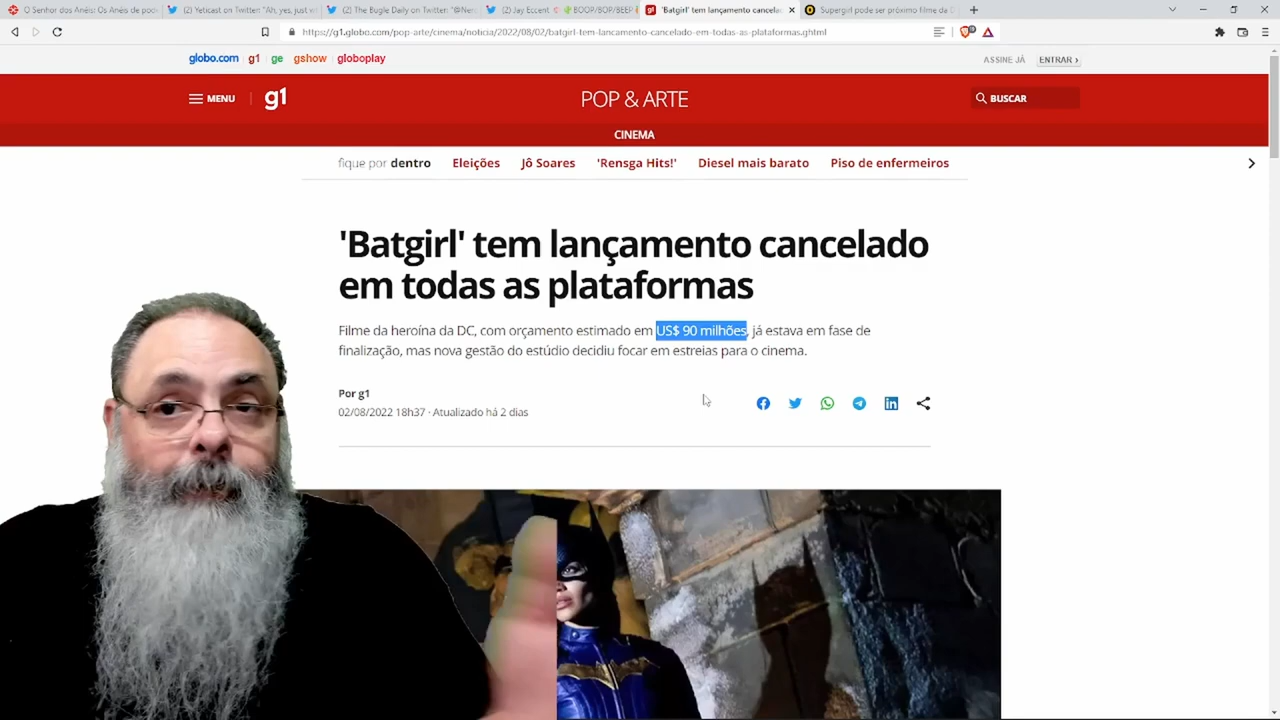 O Senhor dos Anéis: Os Anéis de poder
(2) Yeticast on Twitter: "Ah, yes, just wh
(2) The Bugle Daily on Twitter: "@Nerd
(2) Jay Eccent
BOOP/BOP/BEEP
'Batgirl' tem lançamento cancelado
Supergirl pode ser próximo filme da D
https://g1.globo.com/pop-arte/cinema/noticia/2022/08/02/batgirl-tem-lancamento-cancelado-em-todas-as-plataformas.ghtml
globo.com g1 ge gshow globoplay
ASSINE JÁ ENTRAR ›
MENU g1 POP & ARTE BUSCAR
CINEMA
fique por dentro Eleições Jô Soares 'Rensga Hits!' Diesel mais barato Piso de enfermeiros
'Batgirl' tem lançamento cancelado
em todas as plataformas
Filme da heroína da DC, com orçamento estimado em US$ 90 milhões, já estava em fase de
finalização, mas nova gestão do estúdio decidiu focar em estreias para o cinema.
Por g1
02/08/2022 18h37 · Atualizado há 2 dias